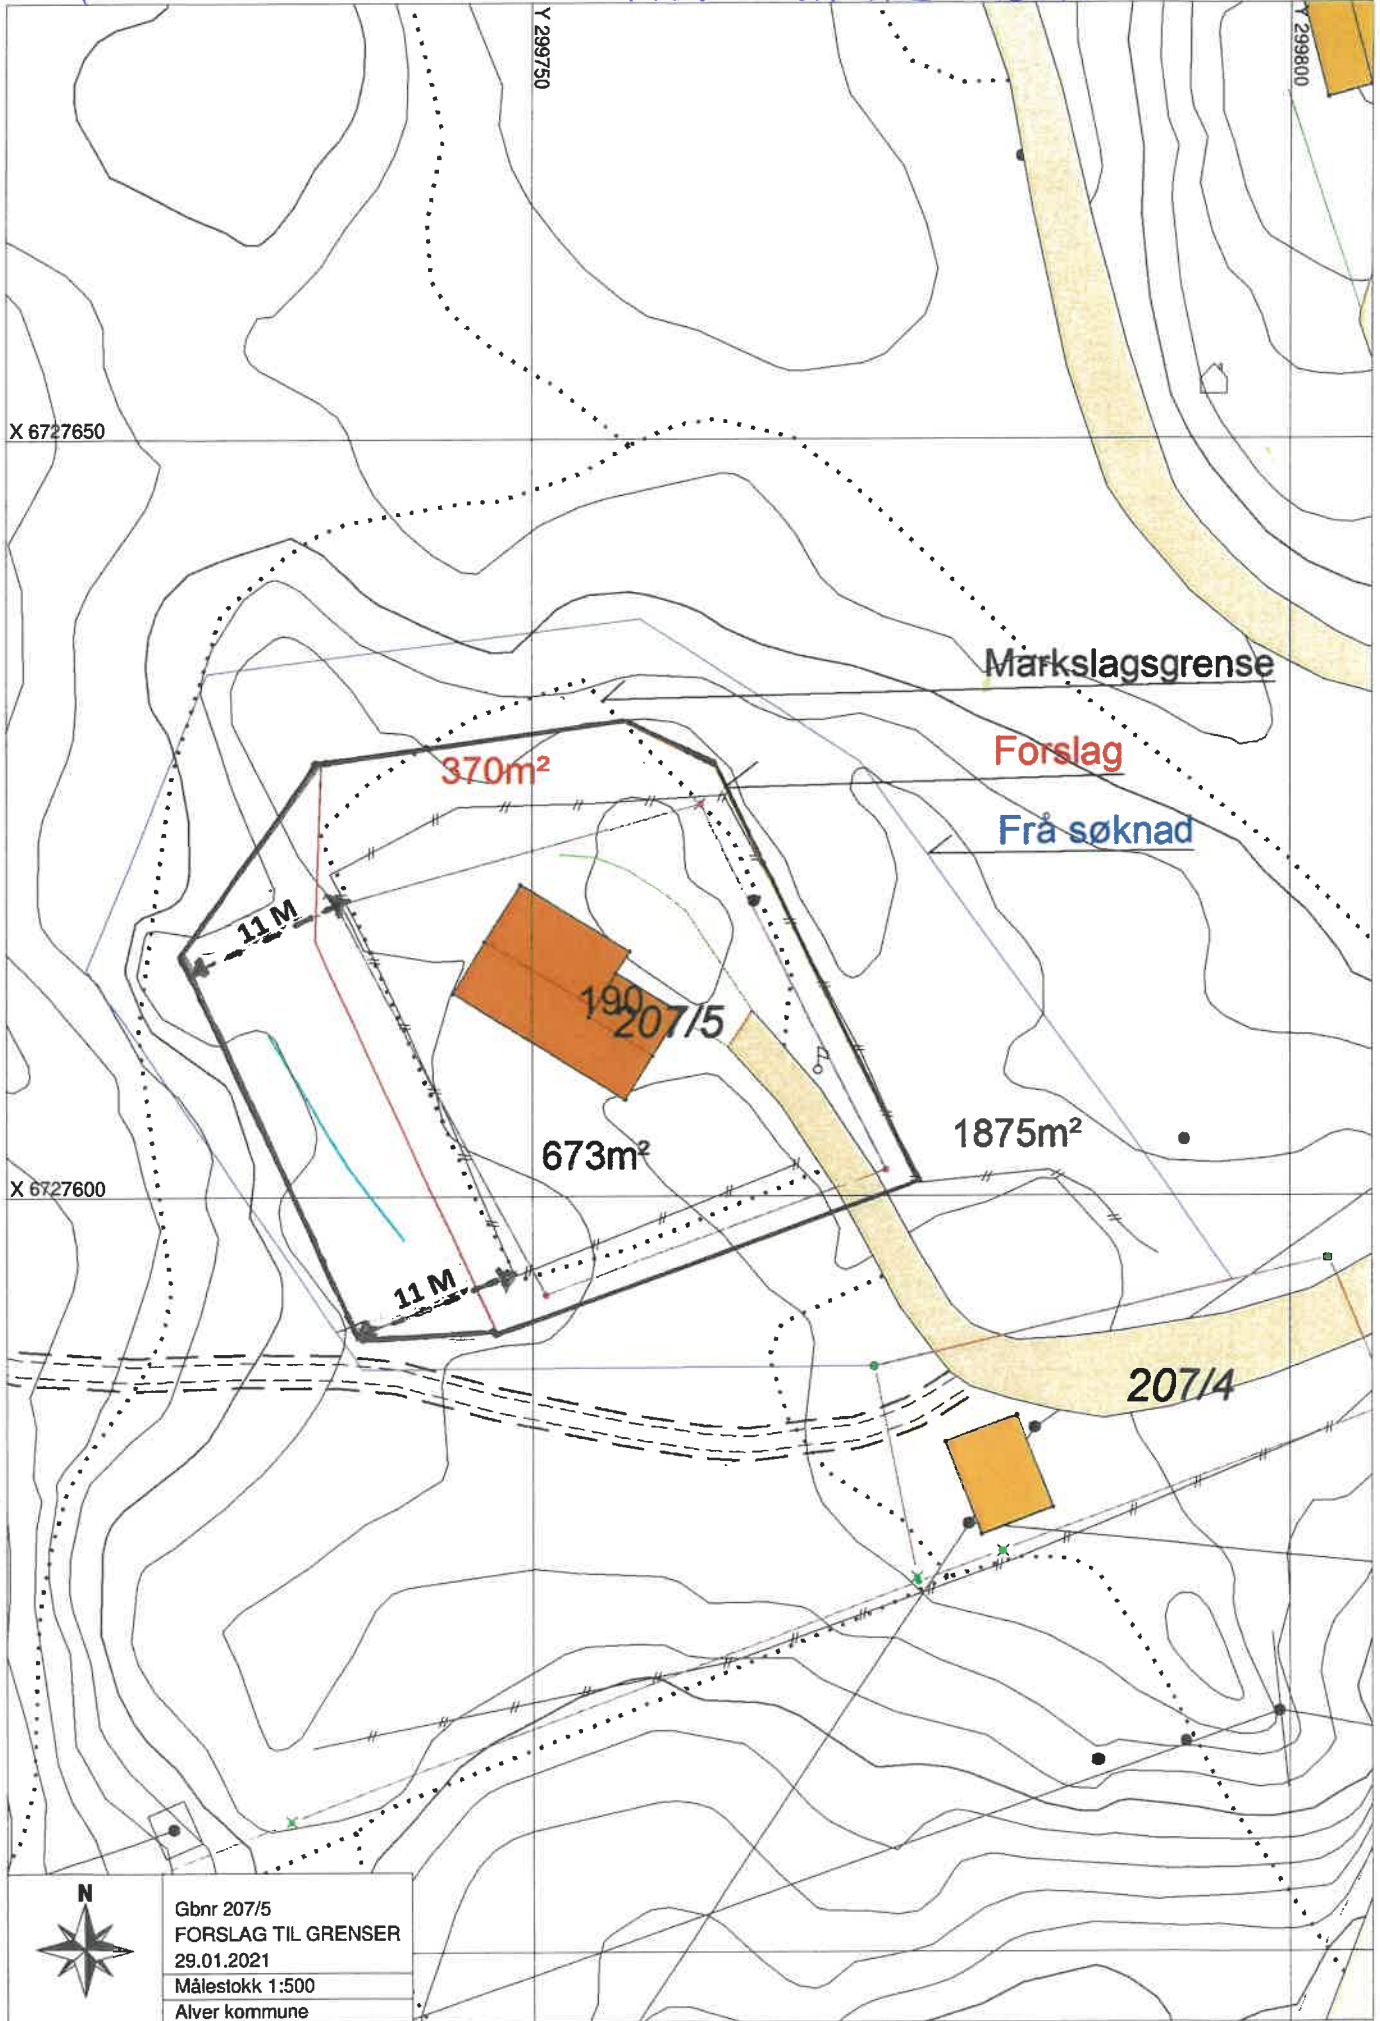 Y 299750
Y 299800
X 6727650
Markslagsgrense
Forslag
370m²
Frå søknad
11 M
190
207/5
1875m²
673m²
X 6727600
11 M
207/4
N
Gbnr 207/5
FORSLAG TIL GRENSER
29.01.2021
Målestokk 1:500
Alver kommune